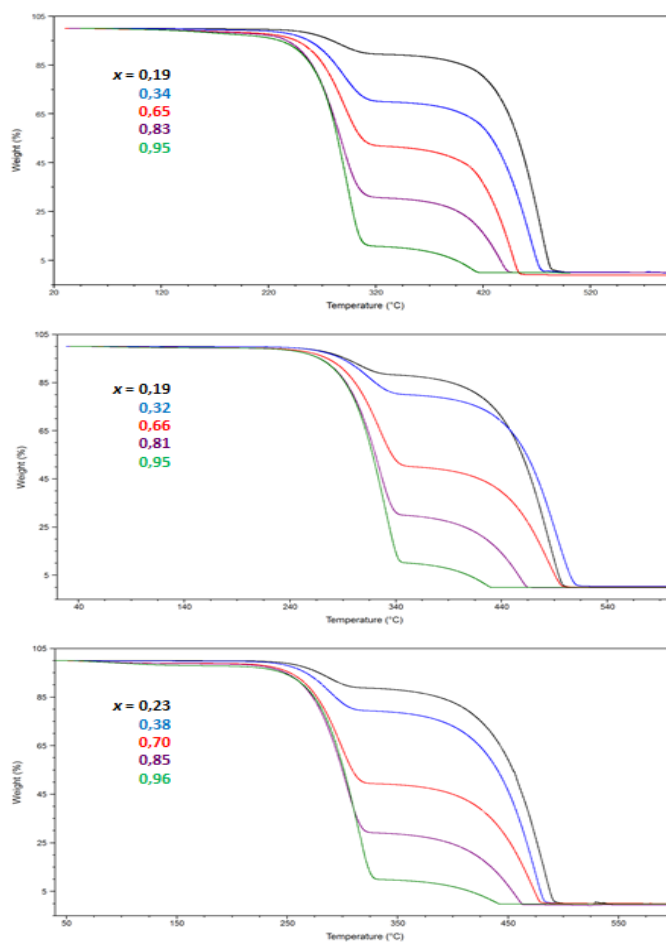 105
85
65
45
25
5
Weight (%)
x = 0,19
0,34
0,65
0,83
0,95
20 120 220 320 420 520
Temperature (°C)
105
85
65
45
25
5
Weight (%)
x = 0,19
0,32
0,66
0,81
0,95
40 140 240 340 440 540
Temperature (°C)
105
85
65
45
25
5
Weight (%)
x = 0,23
0,38
0,70
0,85
0,96
50 150 250 350 450 550
Temperature (°C)